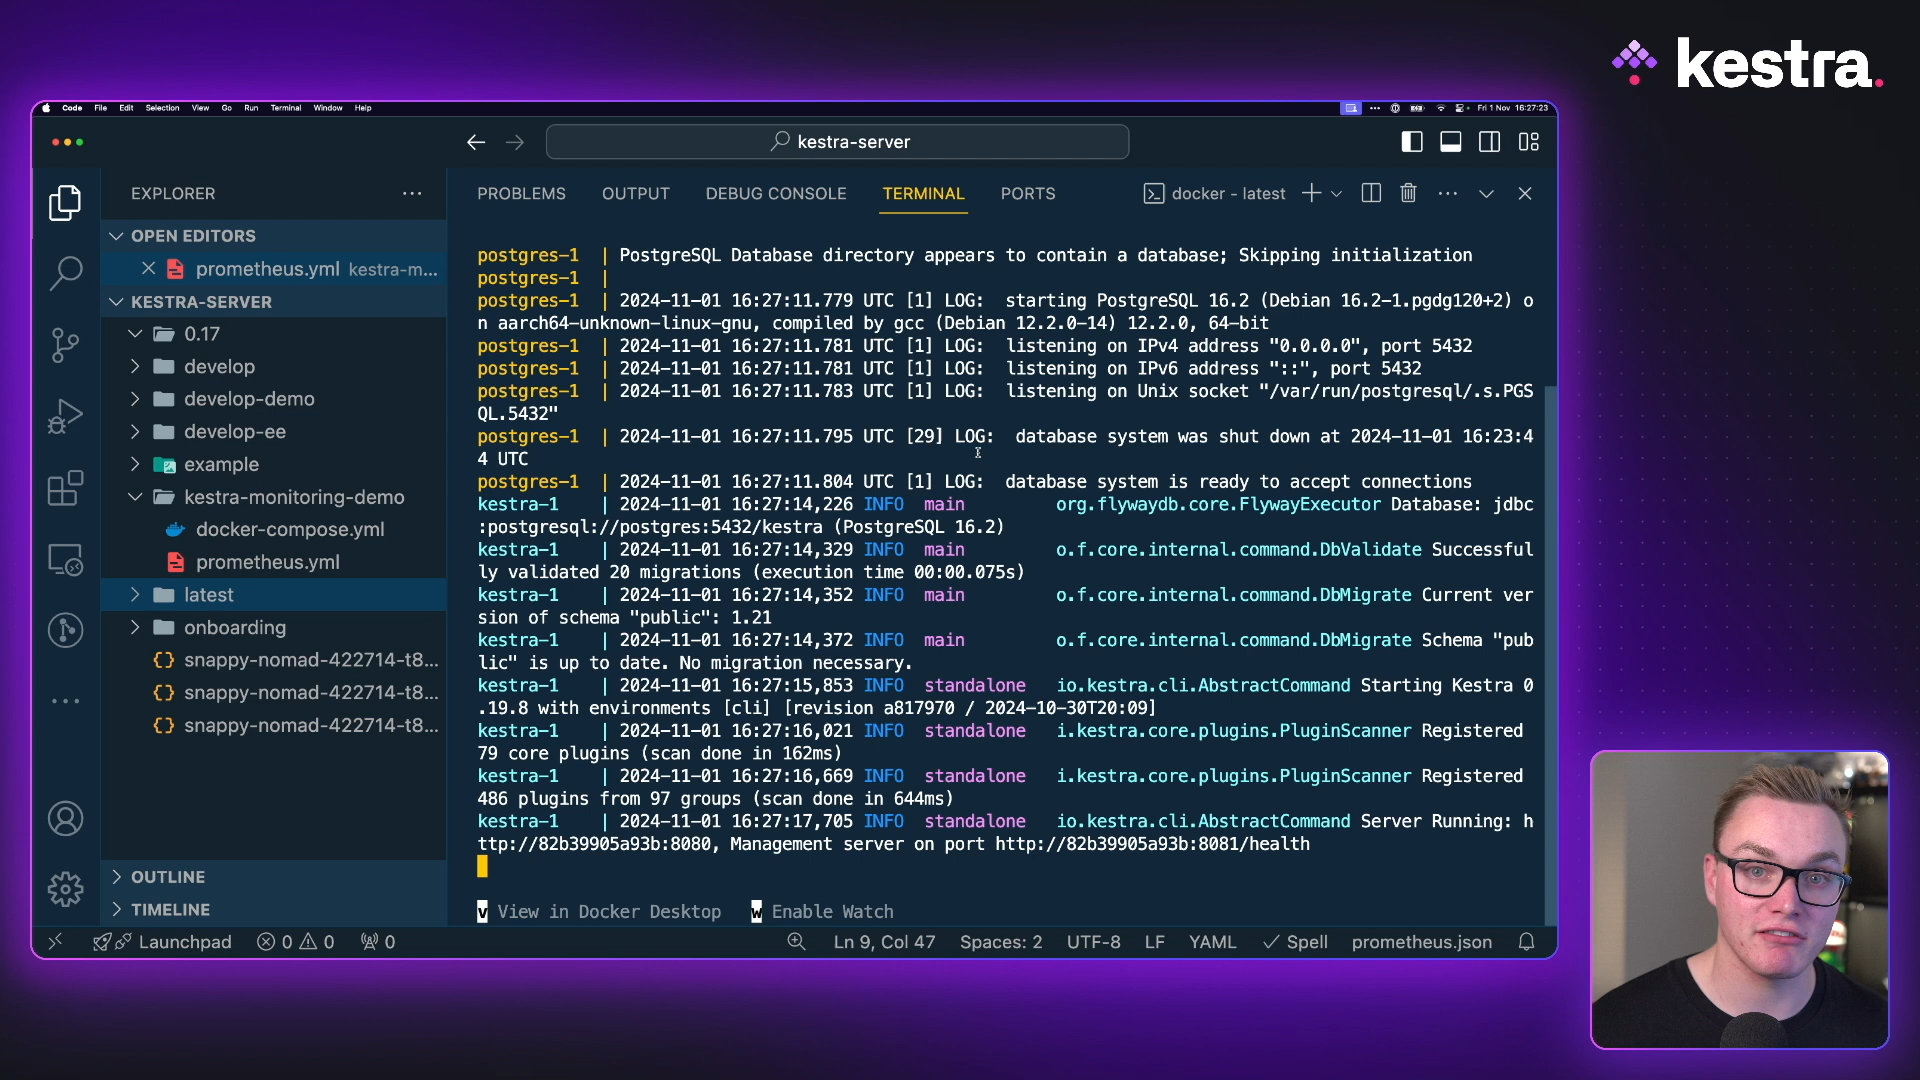 kestra.
Code File Edit Selection View Go Run Terminal Window Help
Fri 1 Nov 16:27:23
kestra-server
EXPLORER
OPEN EDITORS
prometheus.yml kestra-m...
KESTRA-SERVER
0.17
develop
develop-demo
develop-ee
example
kestra-monitoring-demo
docker-compose.yml
prometheus.yml
latest
onboarding
snappy-nomad-422714-t8...
snappy-nomad-422714-t8...
snappy-nomad-422714-t8...
OUTLINE
TIMELINE
PROBLEMS OUTPUT DEBUG CONSOLE TERMINAL PORTS docker - latest
postgres-1 | PostgreSQL Database directory appears to contain a database; Skipping initialization
postgres-1 |
postgres-1 | 2024-11-01 16:27:11.779 UTC [1] LOG: starting PostgreSQL 16.2 (Debian 16.2-1.pgdg120+2) o
n aarch64-unknown-linux-gnu, compiled by gcc (Debian 12.2.0-14) 12.2.0, 64-bit
postgres-1 | 2024-11-01 16:27:11.781 UTC [1] LOG: listening on IPv4 address "0.0.0.0", port 5432
postgres-1 | 2024-11-01 16:27:11.781 UTC [1] LOG: listening on IPv6 address "::", port 5432
postgres-1 | 2024-11-01 16:27:11.783 UTC [1] LOG: listening on Unix socket "/var/run/postgresql/.s.PGS
QL.5432"
postgres-1 | 2024-11-01 16:27:11.795 UTC [29] LOG: database system was shut down at 2024-11-01 16:23:4
4 UTC
postgres-1 | 2024-11-01 16:27:11.804 UTC [1] LOG: database system is ready to accept connections
kestra-1 | 2024-11-01 16:27:14,226 INFO main org.flywaydb.core.FlywayExecutor Database: jdbc
:postgresql://postgres:5432/kestra (PostgreSQL 16.2)
kestra-1 | 2024-11-01 16:27:14,329 INFO main o.f.core.internal.command.DbValidate Successful
ly validated 20 migrations (execution time 00:00.075s)
kestra-1 | 2024-11-01 16:27:14,352 INFO main o.f.core.internal.command.DbMigrate Current ver
sion of schema "public": 1.21
kestra-1 | 2024-11-01 16:27:14,372 INFO main o.f.core.internal.command.DbMigrate Schema "pub
lic" is up to date. No migration necessary.
kestra-1 | 2024-11-01 16:27:15,853 INFO standalone io.kestra.cli.AbstractCommand Starting Kestra 0
.19.8 with environments [cli] [revision a817970 / 2024-10-30T20:09]
kestra-1 | 2024-11-01 16:27:16,021 INFO standalone i.kestra.core.plugins.PluginScanner Registered
79 core plugins (scan done in 162ms)
kestra-1 | 2024-11-01 16:27:16,669 INFO standalone i.kestra.core.plugins.PluginScanner Registered
486 plugins from 97 groups (scan done in 644ms)
kestra-1 | 2024-11-01 16:27:17,705 INFO standalone io.kestra.cli.AbstractCommand Server Running: h
ttp://82b39905a93b:8080, Management server on port http://82b39905a93b:8081/health
v View in Docker Desktop w Enable Watch
Launchpad 0 0 0 Ln 9, Col 47 Spaces: 2 UTF-8 LF YAML Spell prometheus.json